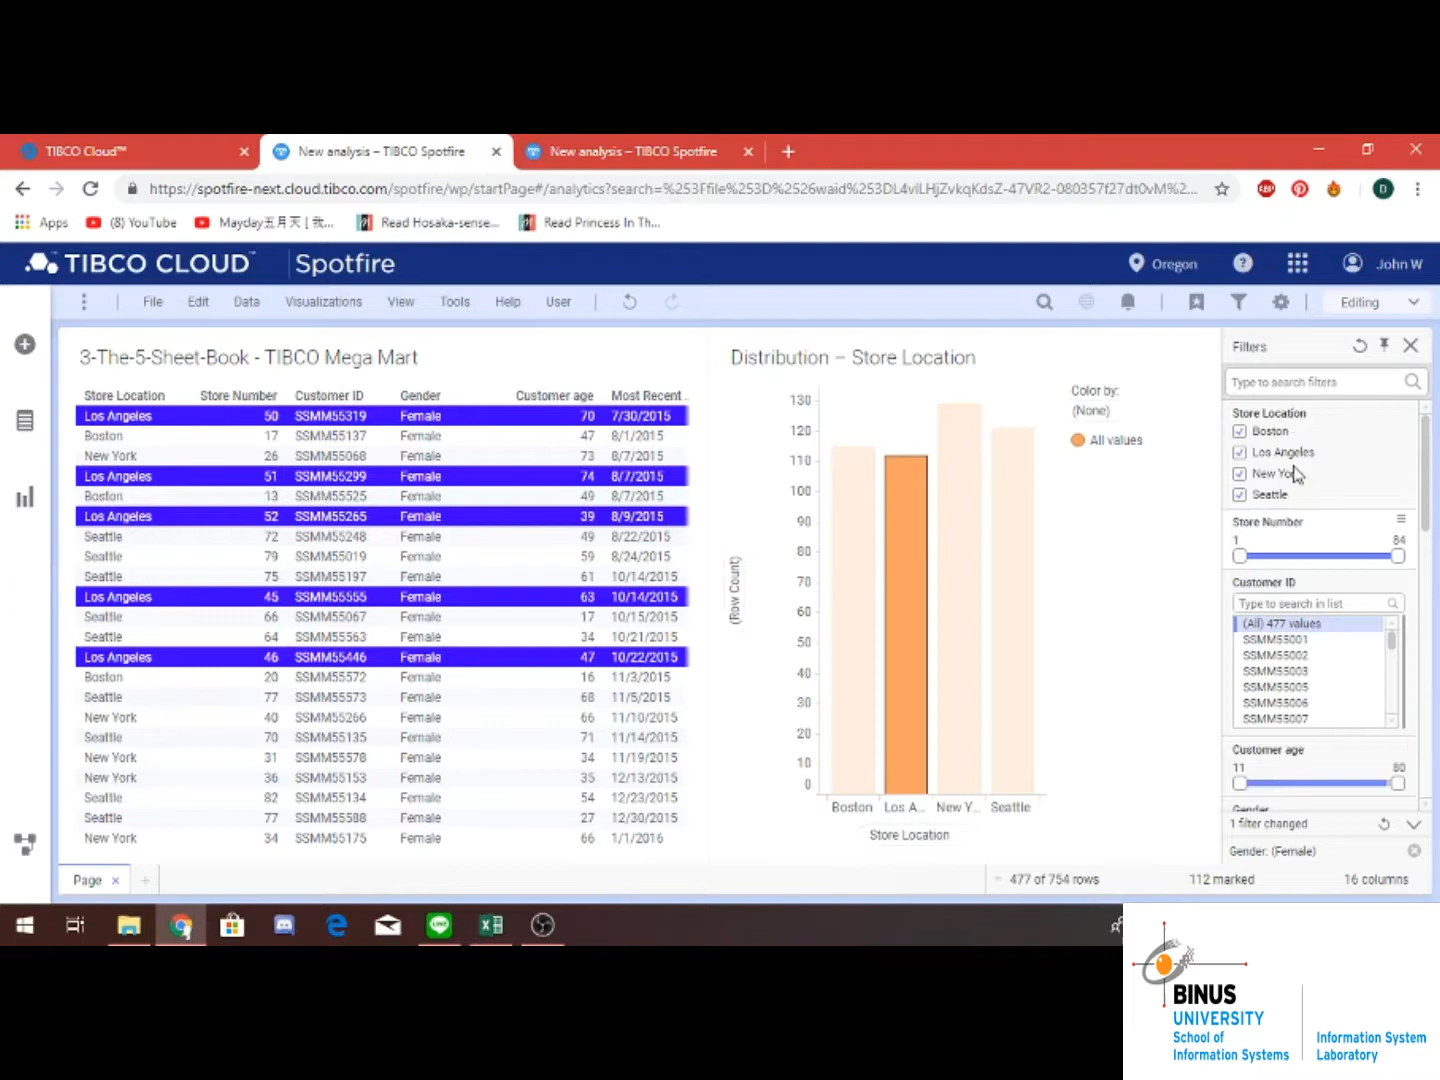 TIBCO Cloud™
New analysis – TIBCO Spotfire
New analysis – TIBCO Spotfire
https://spotfire-next.cloud.tibco.com/spotfire/wp/startPage#/analytics?search=%253Ffile%253D%2526waid%253DL4vlLHjZvkqKdsZ-47VR2-080357f27dt0vM%2...
ABP
D
Apps
(8) YouTube
Mayday五月天 [ 我...
Read Hosaka-sense...
Read Princess In Th...
TIBCO CLOUD™ Spotfire
Oregon
John W
File Edit Data Visualizations View Tools Help User
Editing
3-The-5-Sheet-Book - TIBCO Mega Mart
Store Location Store Number Customer ID Gender Customer age Most Recent...
Los Angeles 50 SSMM55319 Female 70 7/30/2015
Boston 17 SSMM55137 Female 47 8/1/2015
New York 26 SSMM55068 Female 73 8/7/2015
Los Angeles 51 SSMM55299 Female 74 8/7/2015
Boston 13 SSMM55525 Female 49 8/7/2015
Los Angeles 52 SSMM55265 Female 39 8/9/2015
Seattle 72 SSMM55248 Female 49 8/22/2015
Seattle 79 SSMM55019 Female 59 8/24/2015
Seattle 75 SSMM55197 Female 61 10/14/2015
Los Angeles 45 SSMM55555 Female 63 10/14/2015
Seattle 66 SSMM55067 Female 17 10/15/2015
Seattle 64 SSMM55563 Female 34 10/21/2015
Los Angeles 46 SSMM55446 Female 47 10/22/2015
Boston 20 SSMM55572 Female 16 11/3/2015
Seattle 77 SSMM55573 Female 68 11/5/2015
New York 40 SSMM55266 Female 66 11/10/2015
Seattle 70 SSMM55135 Female 71 11/14/2015
New York 31 SSMM55578 Female 34 11/19/2015
New York 36 SSMM55153 Female 35 12/13/2015
Seattle 82 SSMM55134 Female 54 12/23/2015
Seattle 77 SSMM55588 Female 27 12/30/2015
New York 34 SSMM55175 Female 66 1/1/2016
Distribution – Store Location
130
120
110
100
90
80
70
60
50
40
30
20
10
0
(Row Count)
Boston Los A... New Y... Seattle
Store Location
Color by:
(None)
All values
Filters
Type to search filters
Store Location
Boston
Los Angeles
New Yo
Seattle
Store Number
1 84
Customer ID
Type to search in list
(All) 477 values
SSMM55001
SSMM55002
SSMM55003
SSMM55005
SSMM55006
SSMM55007
Customer age
11 80
Gender
1 filter changed
Gender: (Female)
Page
477 of 754 rows
112 marked
16 columns
BINUS
UNIVERSITY
School of
Information Systems
Information System
Laboratory